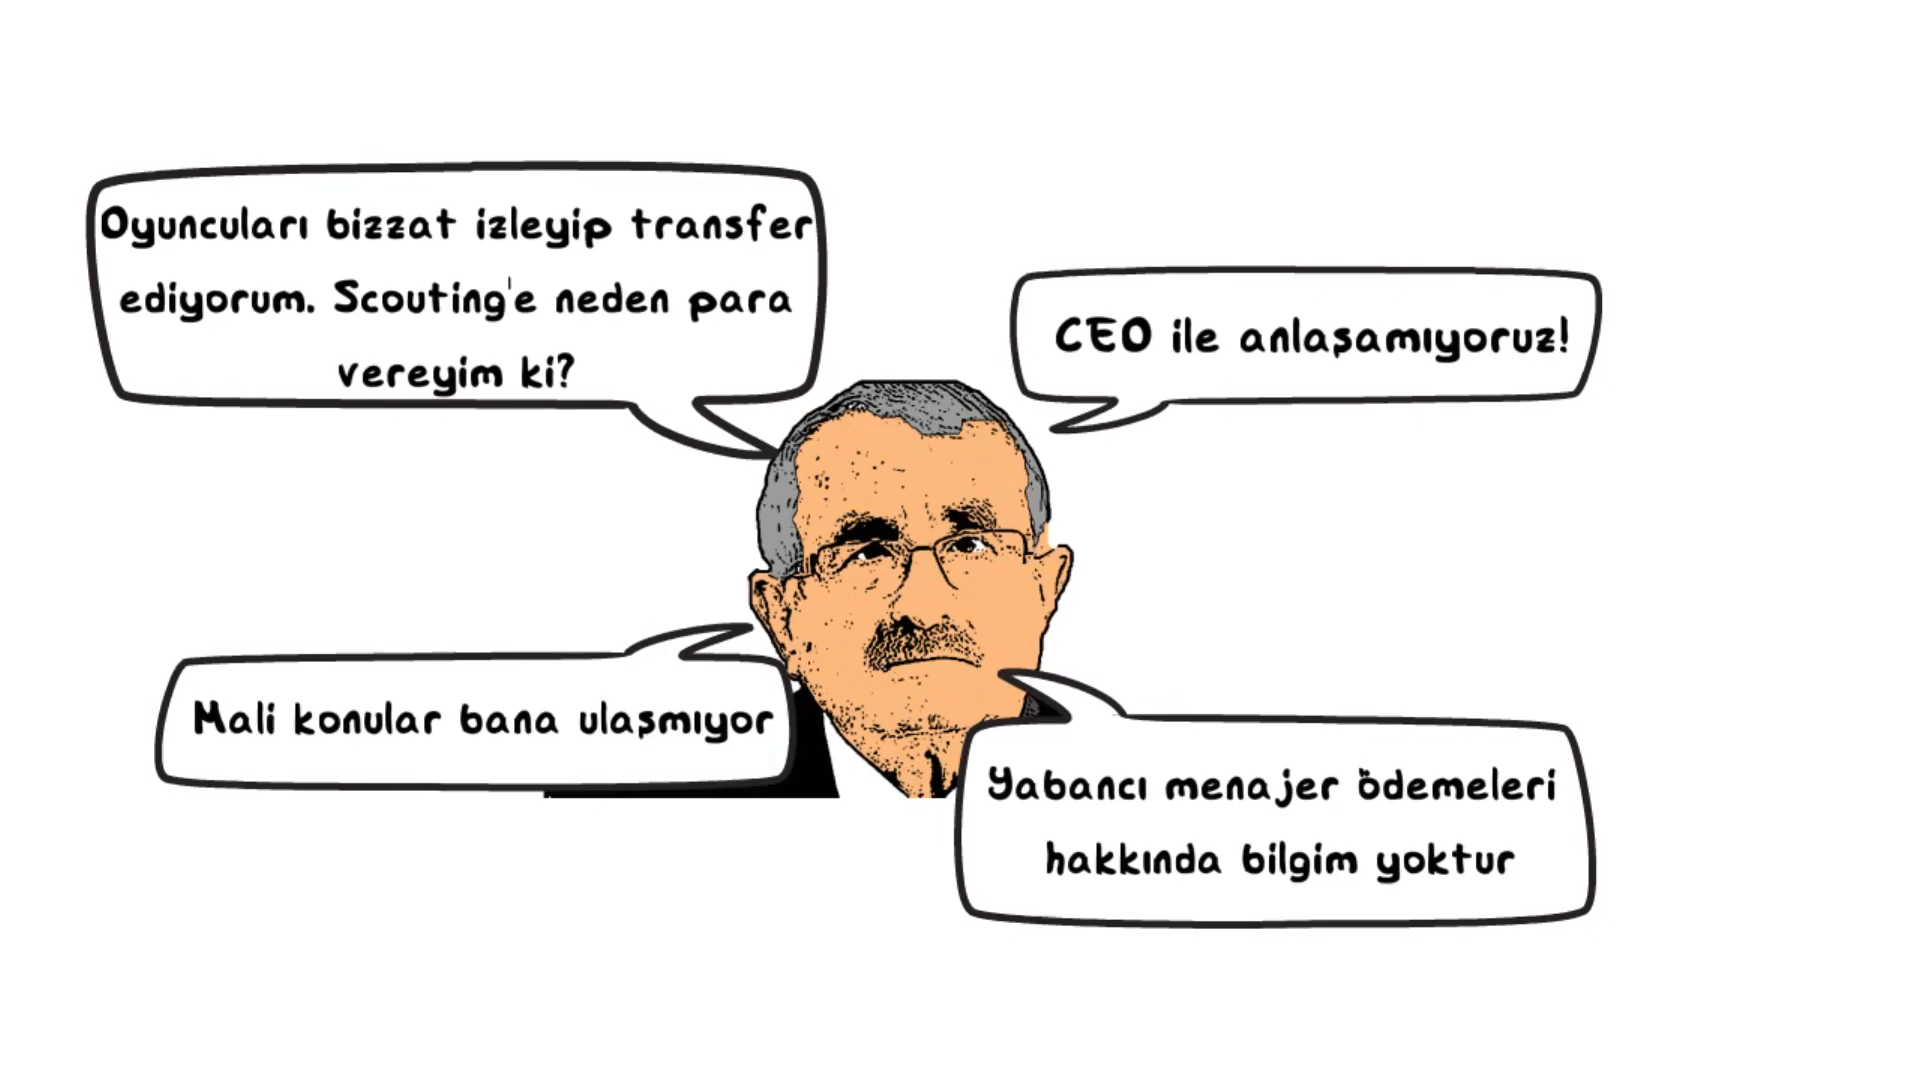 Oyuncuları bizzat izleyip transfer
ediyorum. Scouting'e neden para
vereyim ki?
CEO ile anlaşamıyoruz!
Mali konular bana ulaşmıyor
Yabancı menajer ödemeleri
hakkında bilgim yoktur